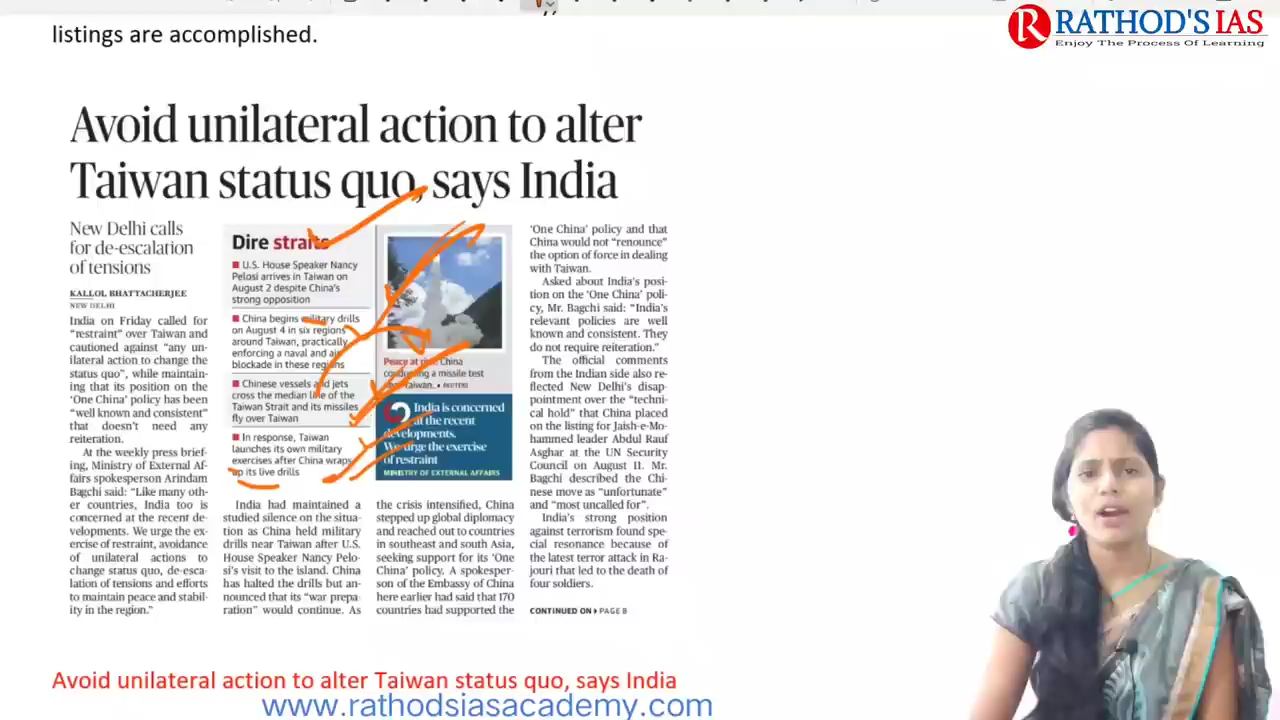 listings are accomplished.
RATHOD'S IAS
Enjoy The Process Of Learning
Avoid unilateral action to alter
Taiwan status quo, says India
New Delhi calls
for de-escalation
of tensions
KALLOL BHATTACHERJEE
NEW DELHI
India on Friday called for
“restraint” over Taiwan and
cautioned against “any un-
ilateral action to change the
status quo”, while maintain-
ing that its position on the
‘One China’ policy has been
“well known and consistent”
that doesn’t need any
reiteration.
At the weekly press brief-
ing, Ministry of External Af-
fairs spokesperson Arindam
Bagchi said: “Like many oth-
er countries, India too is
concerned at the recent de-
velopments. We urge the ex-
ercise of restraint, avoidance
of unilateral actions to
change status quo, de-esca-
lation of tensions and efforts
to maintain peace and stabil-
ity in the region.”
Dire straits
U.S. House Speaker Nancy
Pelosi arrives in Taiwan on
August 2 despite China's
strong opposition
China begins military drills
on August 4 in six regions
around Taiwan, practically
enforcing a naval and air
blockade in these regions
Chinese vessels and jets
cross the median line of the
Taiwan Strait and its missiles
fly over Taiwan
In response, Taiwan
launches its own military
exercises after China wraps
up its live drills
Peace at risk: China
conducting a missile test
Taiwan. • REUTERS
India is concerned
at the recent
developments.
We urge the exercise
of restraint
MINISTRY OF EXTERNAL AFFAIRS
India had maintained a
studied silence on the situa-
tion as China held military
drills near Taiwan after U.S.
House Speaker Nancy Pelo-
si’s visit to the island. China
has halted the drills but an-
nounced that its “war prepa-
ration” would continue. As
the crisis intensified, China
stepped up global diplomacy
and reached out to countries
in southeast and south Asia,
seeking support for its ‘One
China’ policy. A spokesper-
son of the Embassy of China
here earlier had said that 170
countries had supported the
‘One China’ policy and that
China would not “renounce”
the option of force in dealing
with Taiwan.
Asked about India’s posi-
tion on the ‘One China’ poli-
cy, Mr. Bagchi said: “India’s
relevant policies are well
known and consistent. They
do not require reiteration.”
The official comments
from the Indian side also re-
flected New Delhi’s disap-
pointment over the “techni-
cal hold” that China placed
on the listing for Jaish-e-Mo-
hammed leader Abdul Rauf
Asghar at the UN Security
Council on August 11. Mr.
Bagchi described the Chi-
nese move as “unfortunate”
and “most uncalled for”.
India’s strong position
against terrorism found spe-
cial resonance because of
the latest terror attack in Ra-
jouri that led to the death of
four soldiers.
CONTINUED ON ▸ PAGE 8
Avoid unilateral action to alter Taiwan status quo, says India
www.rathodsiasacademy.com